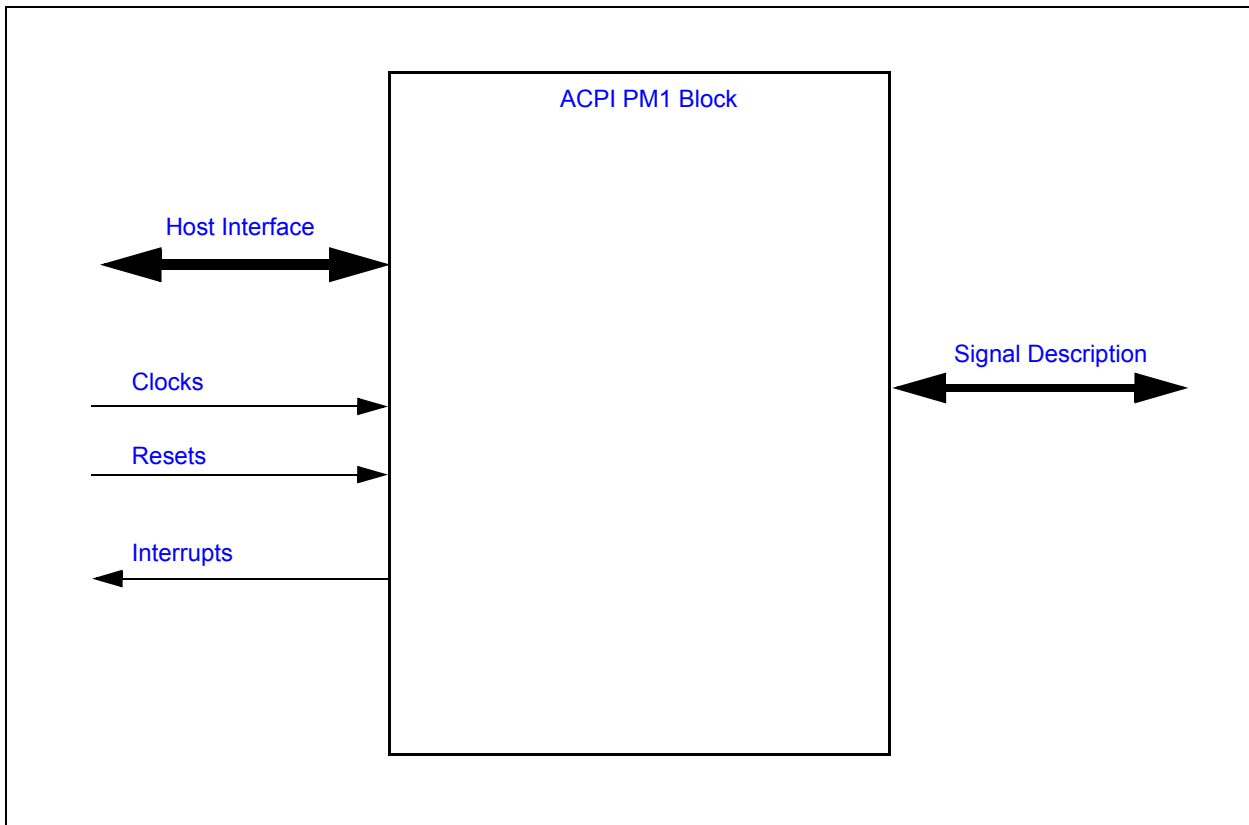 ACPI PM1 Block
Host Interface
Signal Description
Clocks
Resets
Interrupts